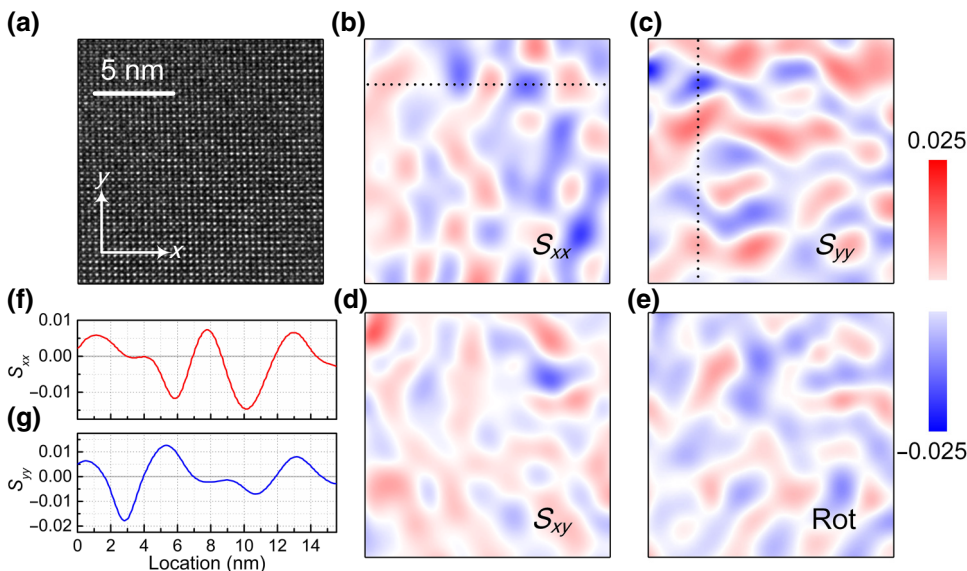 (a)
5 nm
y
x
(b)
Sxx
(c)
Syy
0.025
−0.025
(f)
0.01
0.00
−0.01
Sxx
(g)
0.01
0.00
−0.01
−0.02
Syy
0 2 4 6 8 10 12 14
Location (nm)
(d)
Sxy
(e)
Rot